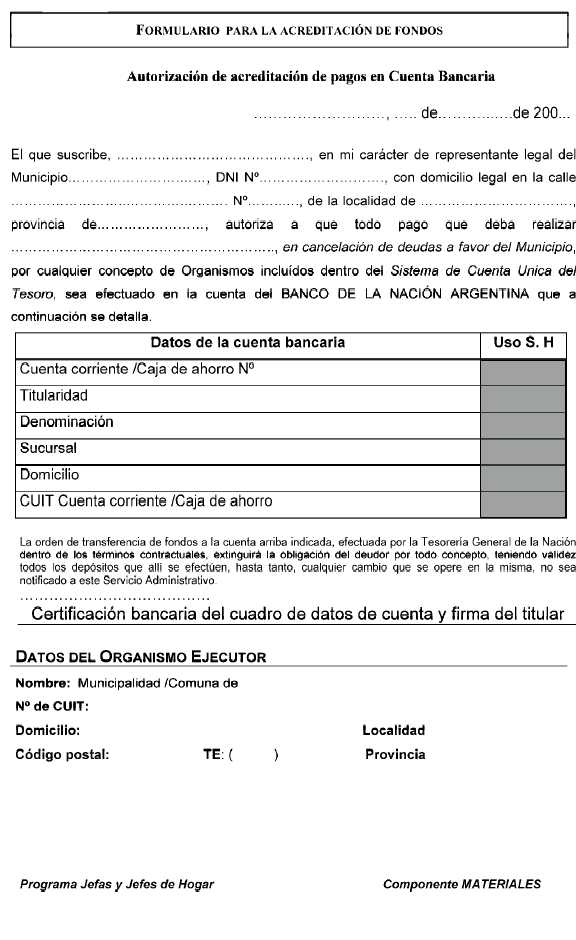 FORMULARIO PARA LA ACREDITACIÓN DE FONDOS
Autorización de acreditación de pagos en Cuenta Bancaria
..........................., ..... de...............de 200...
El que suscribe, ........................................, en mi carácter de representante legal del
Municipio............................, DNI Nº.........................., con domicilio legal en la calle
............................................. Nº..........., de la localidad de ................................,
provincia de......................, autoriza a que todo pago que deba realizar
......................................................, en cancelación de deudas a favor del Municipio,
por cualquier concepto de Organismos incluídos dentro del Sistema de Cuenta Unica del
Tesoro, sea efectuado en la cuenta del BANCO DE LA NACIÓN ARGENTINA que a
continuación se detalla.
Datos de la cuenta bancaria Uso S. H
Cuenta corriente /Caja de ahorro Nº
Titularidad
Denominación
Sucursal
Domicilio
CUIT Cuenta corriente /Caja de ahorro
La orden de transferencia de fondos a la cuenta arriba indicada, efectuada por la Tesorería General de la Nación
dentro de los términos contractuales, extinguirá la obligación del deudor por todo concepto, teniendo validez
todos los depósitos que allí se efectúen, hasta tanto, cualquier cambio que se opere en la misma, no sea
notificado a este Servicio Administrativo.
.....................................
Certificación bancaria del cuadro de datos de cuenta y firma del titular
DATOS DEL ORGANISMO EJECUTOR
Nombre: Municipalidad /Comuna de
Nº de CUIT:
Domicilio: Localidad
Código postal: TE: ( ) Provincia
Programa Jefas y Jefes de Hogar Componente MATERIALES